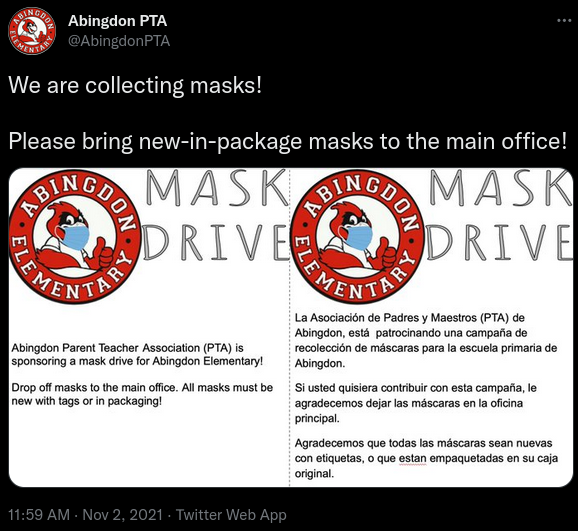 Abingdon PTA
@AbingdonPTA
We are collecting masks!
Please bring new-in-package masks to the main office!
ABINGDON
ELEMENTARY
MASK
DRIVE
Abingdon Parent Teacher Association (PTA) is
sponsoring a mask drive for Abingdon Elementary!
Drop off masks to the main office. All masks must be
new with tags or in packaging!
ABINGDON
ELEMENTARY
MASK
DRIVE
La Asociación de Padres y Maestros (PTA) de
Abingdon, está patrocinando una campaña de
recolección de máscaras para la escuela primaria de
Abingdon.
Si usted quisiera contribuir con esta campaña, le
agradecemos dejar las máscaras en la oficina
principal.
Agradecemos que todas las máscaras sean nuevas
con etiquetas, o que estan empaquetadas en su caja
original.
11:59 AM · Nov 2, 2021 · Twitter Web App